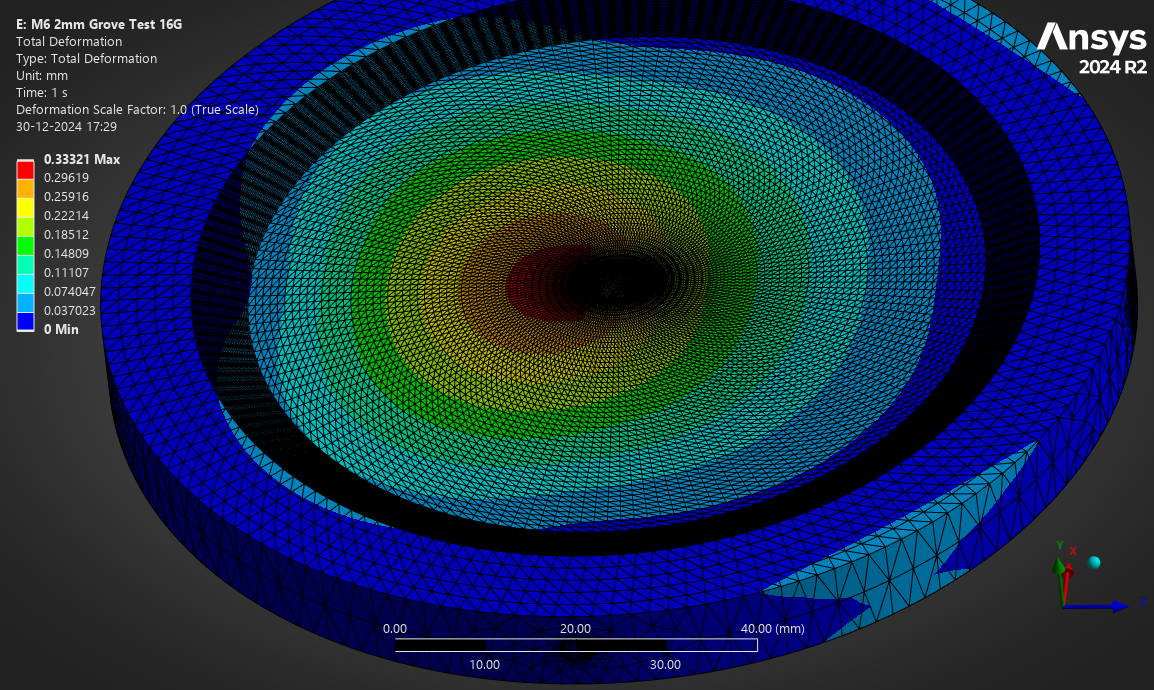 E: M6 2mm Grove Test 16G
Total Deformation
Type: Total Deformation
Unit: mm
Time: 1 s
Deformation Scale Factor: 1.0 (True Scale)
30-12-2024 17:29
0.33321 Max
0.29619
0.25916
0.22214
0.18512
0.14809
0.11107
0.074047
0.037023
0 Min
Ansys
2024 R2
Y X
0.00 20.00 40.00 (mm)
10.00 30.00